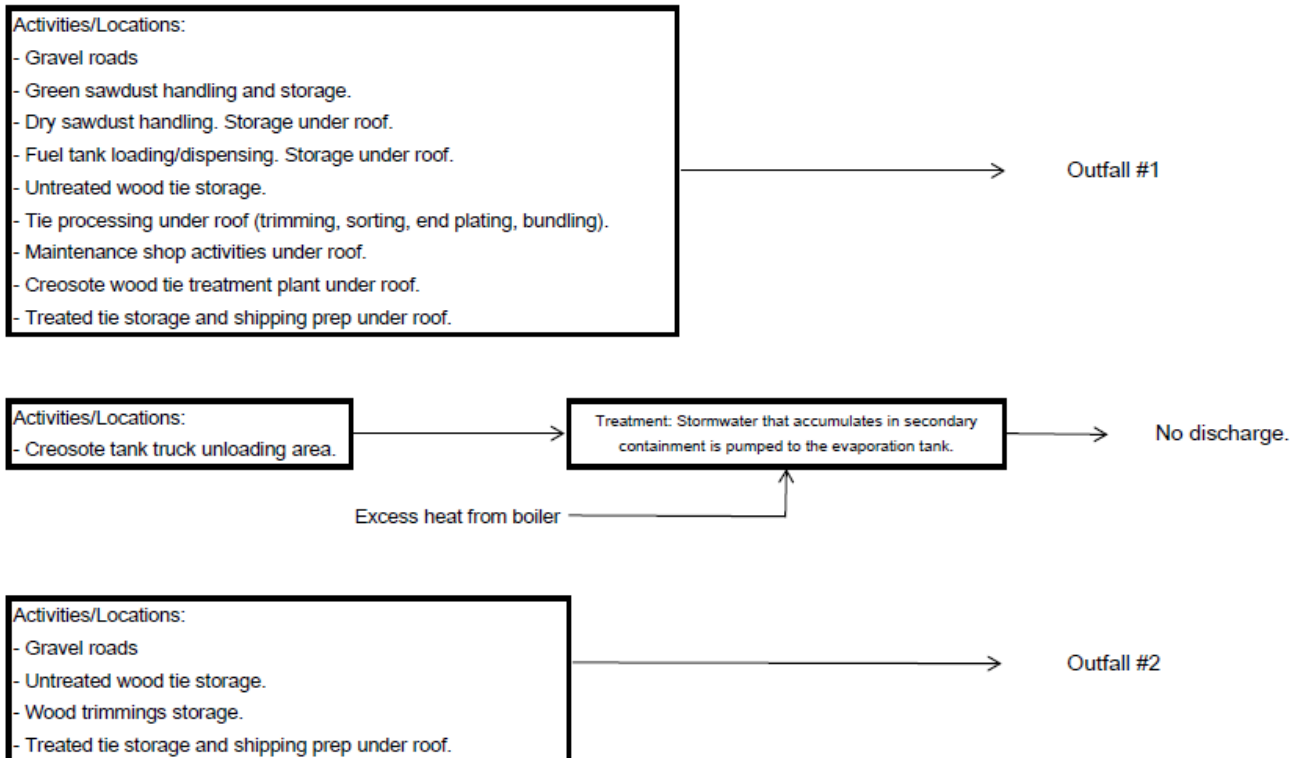 Activities/Locations:
- Gravel roads
- Green sawdust handling and storage.
- Dry sawdust handling. Storage under roof.
- Fuel tank loading/dispensing. Storage under roof.
- Untreated wood tie storage.
- Tie processing under roof (trimming, sorting, end plating, bundling).
- Maintenance shop activities under roof.
- Creosote wood tie treatment plant under roof.
- Treated tie storage and shipping prep under roof.
Outfall #1
Activities/Locations:
- Creosote tank truck unloading area.
Treatment: Stormwater that accumulates in secondary
containment is pumped to the evaporation tank.
No discharge.
Excess heat from boiler
Activities/Locations:
- Gravel roads
- Untreated wood tie storage.
- Wood trimmings storage.
- Treated tie storage and shipping prep under roof.
Outfall #2